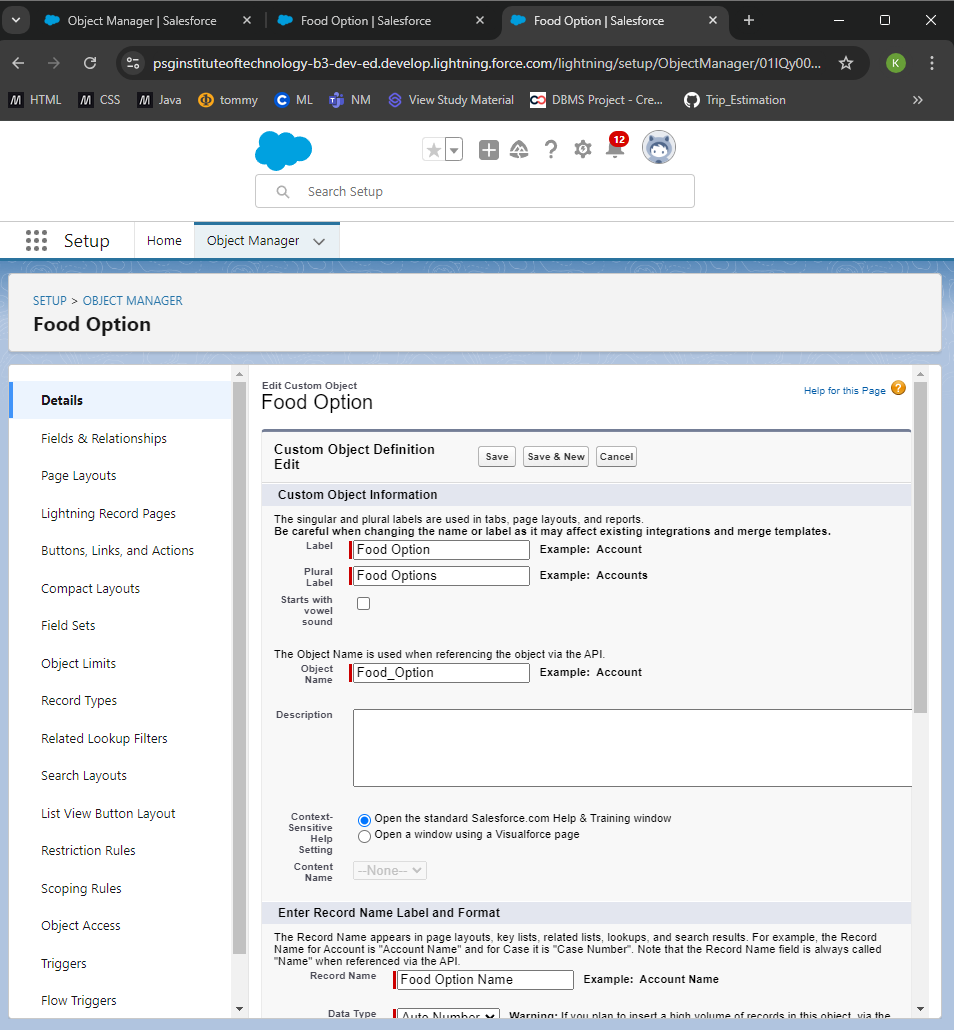 Object Manager | Salesforce
Food Option | Salesforce
Food Option | Salesforce
psginstituteoftechnology-b3-dev-ed.develop.lightning.force.com/lightning/setup/ObjectManager/01IQy00...
K
HTML
CSS
Java
tommy
ML
NM
View Study Material
DBMS Project - Cre...
Trip_Estimation
12
Search Setup
Setup
Home
Object Manager
SETUP > OBJECT MANAGER
Food Option
Details
Fields & Relationships
Page Layouts
Lightning Record Pages
Buttons, Links, and Actions
Compact Layouts
Field Sets
Object Limits
Record Types
Related Lookup Filters
Search Layouts
List View Button Layout
Restriction Rules
Scoping Rules
Object Access
Triggers
Flow Triggers
Edit Custom Object
Food Option
Help for this Page ?
Custom Object Definition
Edit
Save
Save & New
Cancel
Custom Object Information
The singular and plural labels are used in tabs, page layouts, and reports.
Be careful when changing the name or label as it may affect existing integrations and merge templates.
Label Food Option Example: Account
Plural
Label
Food Options Example: Accounts
Starts with
vowel
sound
The Object Name is used when referencing the object via the API.
Object
Name
Food_Option Example: Account
Description
Context-
Sensitive
Help
Setting
Open the standard Salesforce.com Help & Training window
Open a window using a Visualforce page
Content
Name
--None--
Enter Record Name Label and Format
The Record Name appears in page layouts, key lists, related lists, lookups, and search results. For example, the Record
Name for Account is "Account Name" and for Case it is "Case Number". Note that the Record Name field is always called
"Name" when referenced via the API.
Record Name Food Option Name Example: Account Name
Data Type Auto Number Warning: If you plan to insert a high volume of records in this object, via the